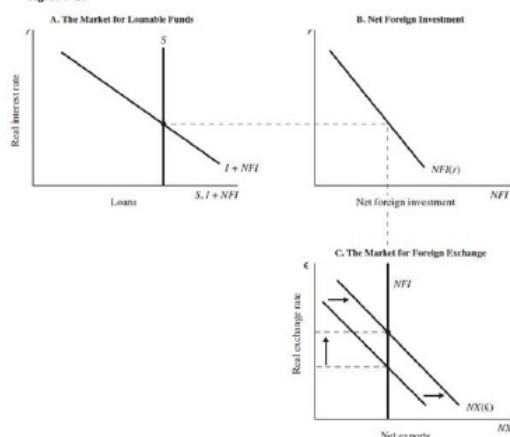 A. The Market for Loanable Funds
r
S
Real interest rate
I + NFI
Loans
S, I + NFI
B. Net Foreign Investment
r
NFI(r)
NFI
Net foreign investment
C. The Market for Foreign Exchange
€
NFI
Real exchange rate
NX(€)
NX
Net exports